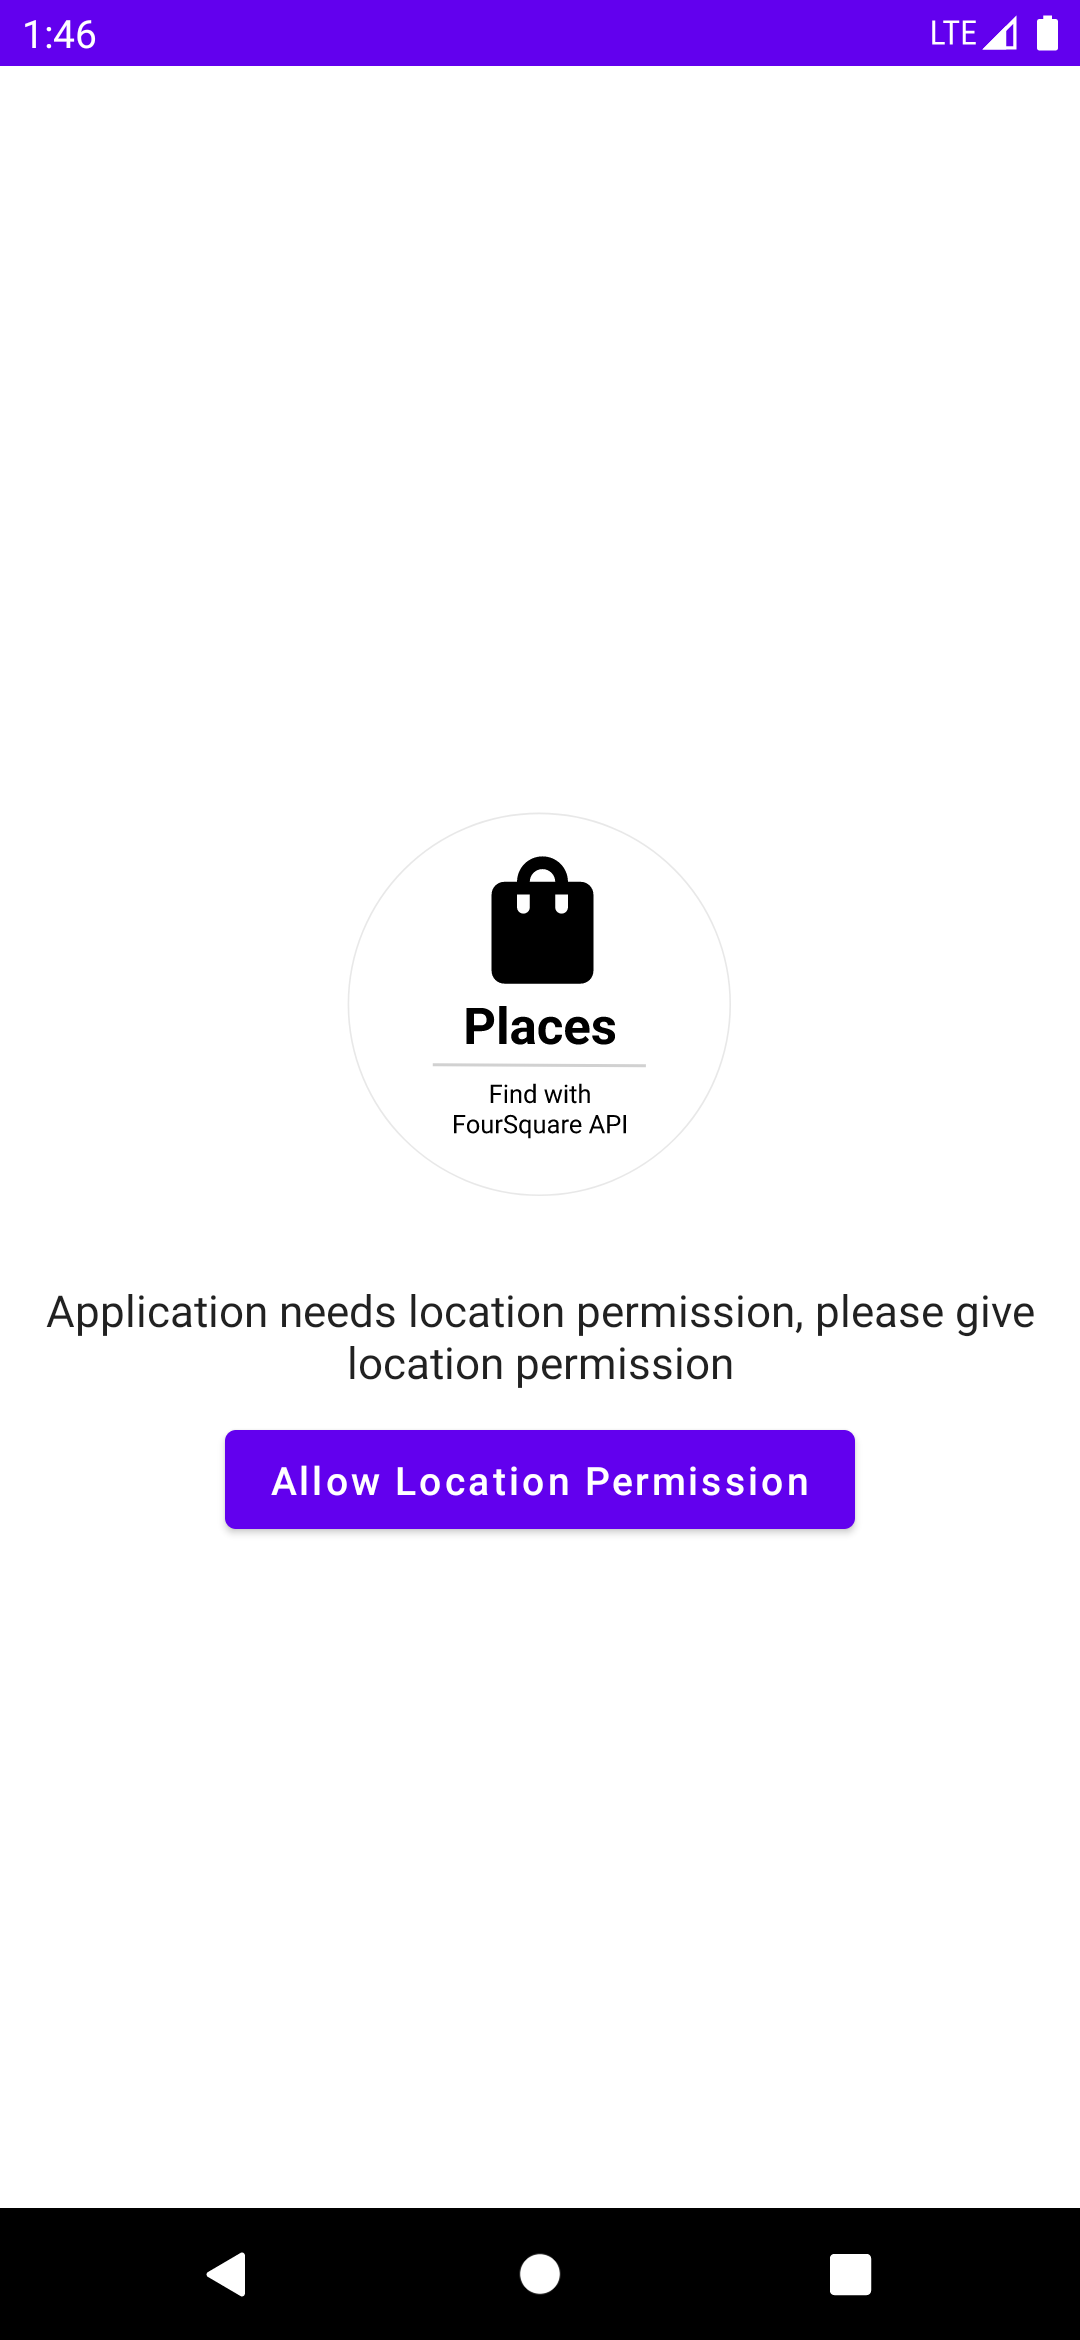 1:46
LTE
Places
Find with
FourSquare API
Application needs location permission, please give
location permission
Allow Location Permission